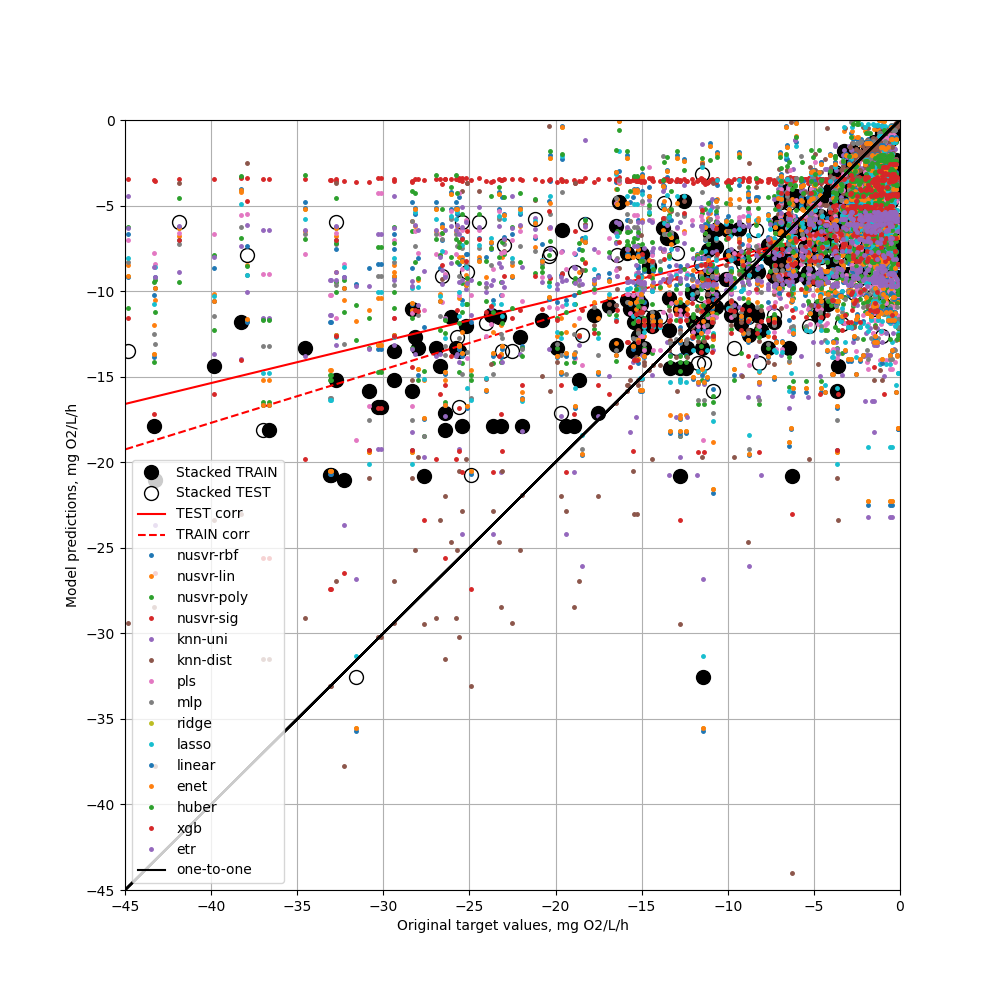 0
−5
−10
−15
−20
−25
−30
−35
−40
−45
Model predictions, mg O2/L/h
Stacked TRAIN
Stacked TEST
TEST corr
TRAIN corr
nusvr-rbf
nusvr-lin
nusvr-poly
nusvr-sig
knn-uni
knn-dist
pls
mlp
ridge
lasso
linear
enet
huber
xgb
etr
one-to-one
−45 −40 −35 −30 −25 −20 −15 −10 −5 0
Original target values, mg O2/L/h